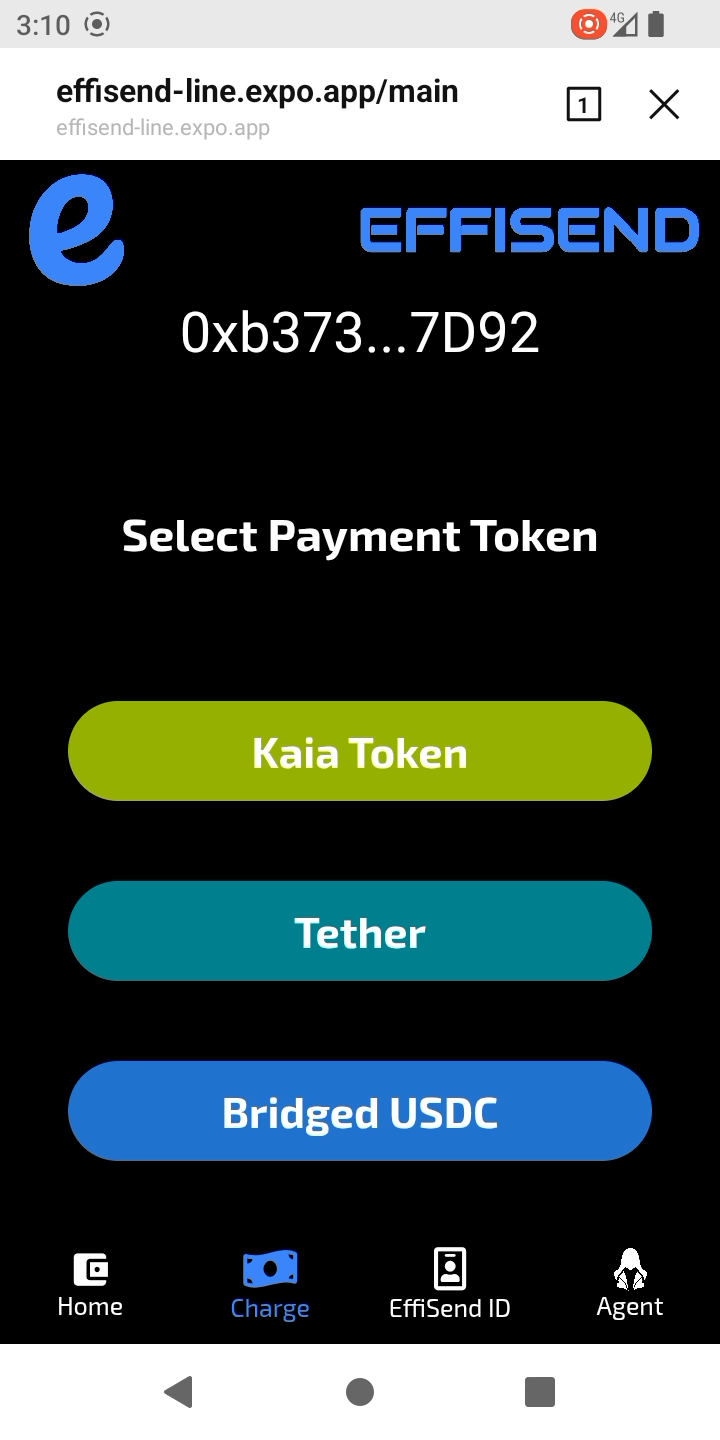 3:10
4G
effisend-line.expo.app/main
effisend-line.expo.app
1
e
EFFISEND
0xb373...7D92
Select Payment Token
Kaia Token
Tether
Bridged USDC
Home
Charge
EffiSend ID
Agent